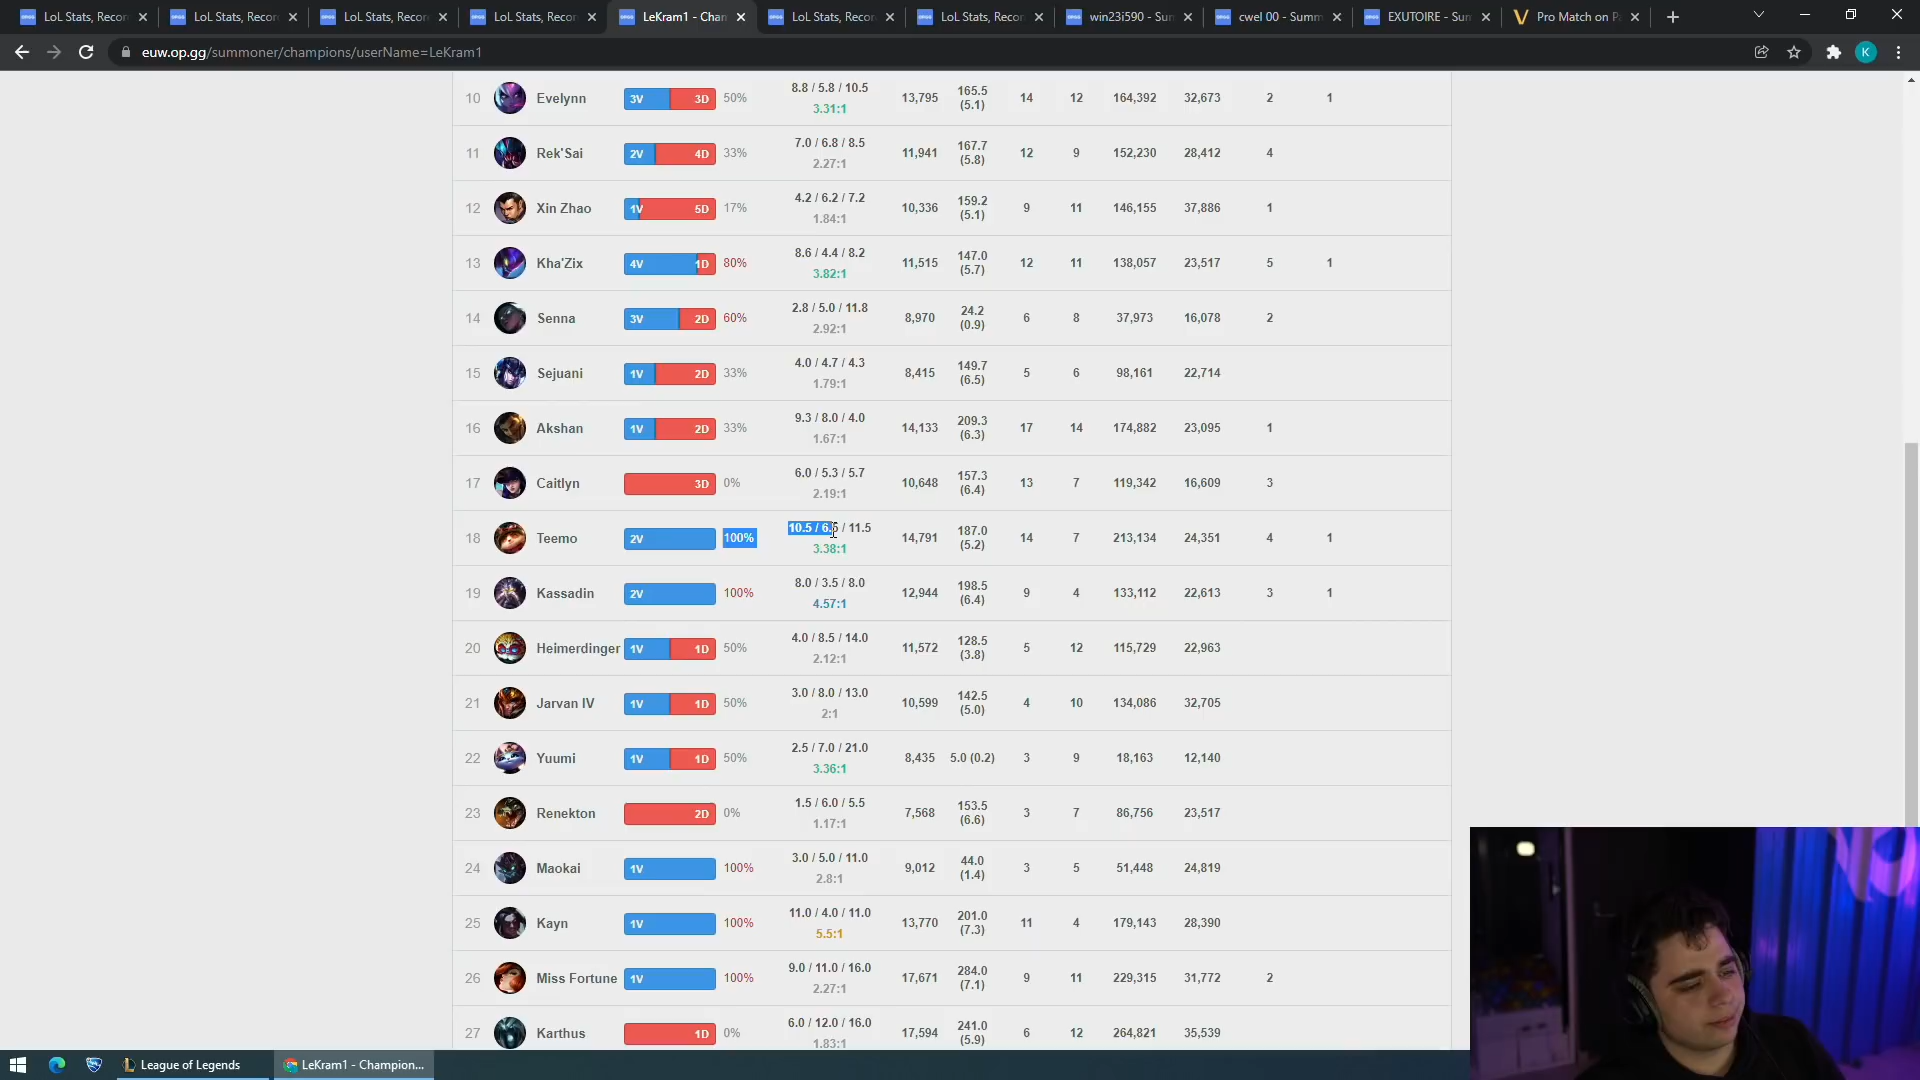 LoL Stats, Recor
LoL Stats, Recor
LoL Stats, Recor
LoL Stats, Recor
LeKram1 - Chan
LoL Stats, Recor
LoL Stats, Recor
win23i590 - Sun
cwel 00 - Summ
EXUTOIRE - Sun
Pro Match on P
euw.op.gg/summoner/champions/userName=LeKram1
K
10 Evelynn 3V 3D 50% 8.8 / 5.8 / 10.5 3.31:1 13,795 165.5 (5.1) 14 12 164,392 32,673 2 1
11 Rek'Sai 2V 4D 33% 7.0 / 6.8 / 8.5 2.27:1 11,941 167.7 (5.8) 12 9 152,230 28,412 4
12 Xin Zhao 1V 5D 17% 4.2 / 6.2 / 7.2 1.84:1 10,336 159.2 (5.1) 9 11 146,155 37,886 1
13 Kha'Zix 4V 1D 80% 8.6 / 4.4 / 8.2 3.82:1 11,515 147.0 (5.7) 12 11 138,057 23,517 5 1
14 Senna 3V 2D 60% 2.8 / 5.0 / 11.8 2.92:1 8,970 24.2 (0.9) 6 8 37,973 16,078 2
15 Sejuani 1V 2D 33% 4.0 / 4.7 / 4.3 1.79:1 8,415 149.7 (6.5) 5 6 98,161 22,714
16 Akshan 1V 2D 33% 9.3 / 8.0 / 4.0 1.67:1 14,133 209.3 (6.3) 17 14 174,882 23,095 1
17 Caitlyn 3D 0% 6.0 / 5.3 / 5.7 2.19:1 10,648 157.3 (6.4) 13 7 119,342 16,609 3
18 Teemo 2V 100% 10.5 / 6.5 / 11.5 3.38:1 14,791 187.0 (5.2) 14 7 213,134 24,351 4 1
19 Kassadin 2V 100% 8.0 / 3.5 / 8.0 4.57:1 12,944 198.5 (6.4) 9 4 133,112 22,613 3 1
20 Heimerdinger 1V 1D 50% 4.0 / 8.5 / 14.0 2.12:1 11,572 128.5 (3.8) 5 12 115,729 22,963
21 Jarvan IV 1V 1D 50% 3.0 / 8.0 / 13.0 2:1 10,599 142.5 (5.0) 4 10 134,086 32,705
22 Yuumi 1V 1D 50% 2.5 / 7.0 / 21.0 3.36:1 8,435 5.0 (0.2) 3 9 18,163 12,140
23 Renekton 2D 0% 1.5 / 6.0 / 5.5 1.17:1 7,568 153.5 (6.6) 3 7 86,756 23,517
24 Maokai 1V 100% 3.0 / 5.0 / 11.0 2.8:1 9,012 44.0 (1.4) 3 5 51,448 24,819
25 Kayn 1V 100% 11.0 / 4.0 / 11.0 5.5:1 13,770 201.0 (7.3) 11 4 179,143 28,390
26 Miss Fortune 1V 100% 9.0 / 11.0 / 16.0 2.27:1 17,671 284.0 (7.1) 9 11 229,315 31,772 2
27 Karthus 1D 0% 6.0 / 12.0 / 16.0 1.83:1 17,594 241.0 (5.9) 6 12 264,821 35,539
League of Legends
LeKram1 - Champion...